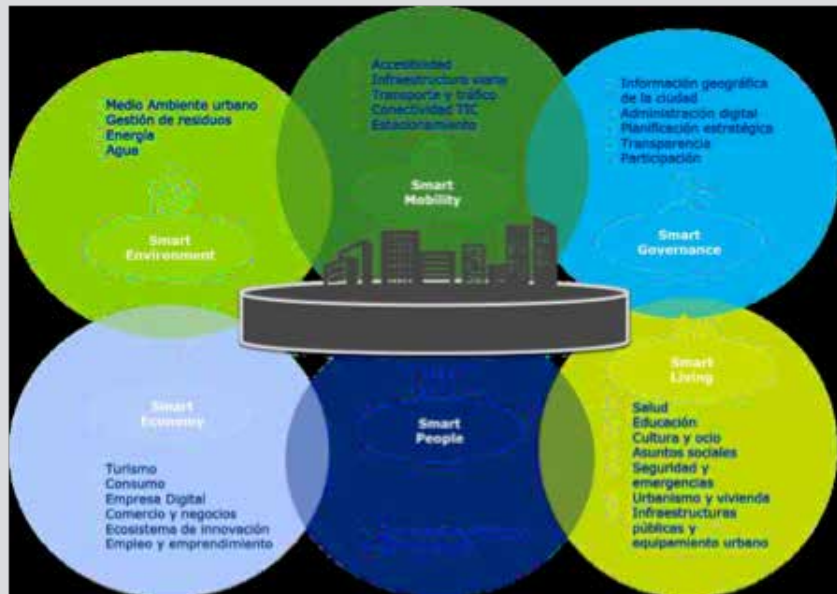 Medio Ambiente urbano
Gestión de residuos
Energía
Agua
Smart
Environment
Accesibilidad
Infraestructura viaria
Transporte y tráfico
Conectividad TIC
Estacionamiento
Smart
Mobility
Información geográfica
de la ciudad
Administración digital
Planificación estratégica
Transparencia
Participación
Smart
Governance
Smart
Economy
Turismo
Consumo
Empresa Digital
Comercio y negocios
Ecosistema de innovación
Empleo y emprendimiento
Smart
People
Smart
Living
Salud
Educación
Cultura y ocio
Asuntos sociales
Seguridad y
emergencias
Urbanismo y vivienda
Infraestructuras
públicas y
equipamiento urbano